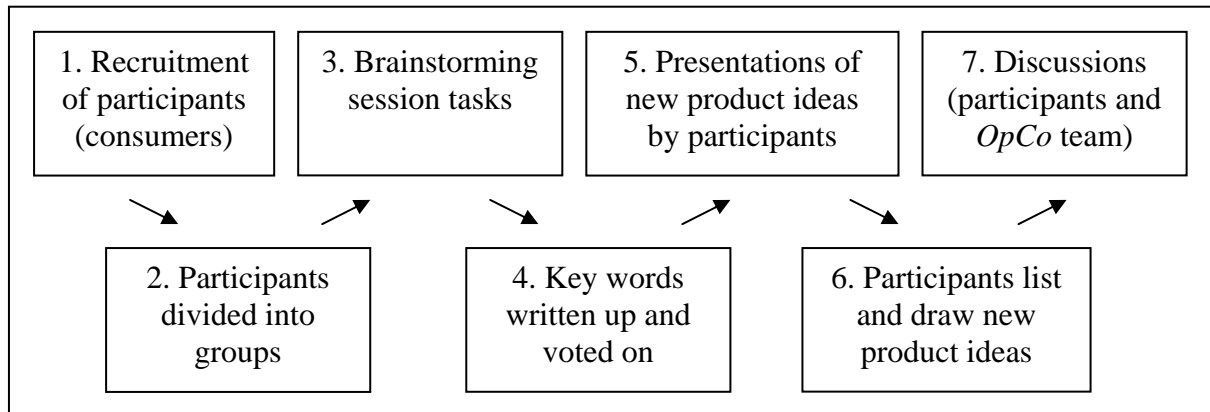 1. Recruitment
of participants
(consumers)
2. Participants
divided into
groups
3. Brainstorming
session tasks
4. Key words
written up and
voted on
5. Presentations of
new product ideas
by participants
6. Participants list
and draw new
product ideas
7. Discussions
(participants and
OpCo team)